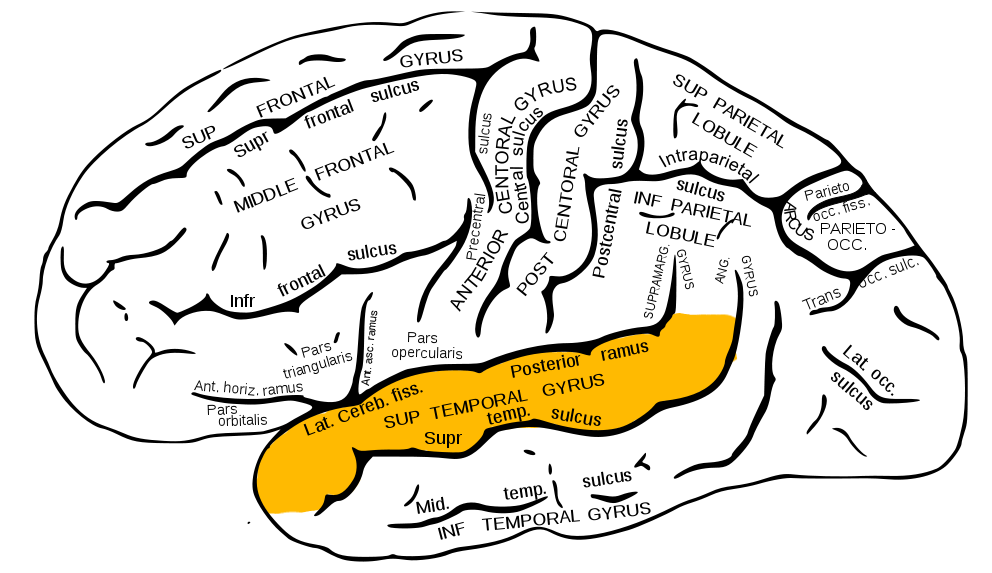 SUP FRONTAL GYRUS
Supr frontal sulcus
MIDDLE FRONTAL
GYRUS
Infr frontal sulcus
Precentral sulcus
ANTERIOR CENTORAL GYRUS
Central sulcus
POST CENTORAL GYRUS
Postcentral sulcus
SUP PARIETAL
LOBULE
Intraparietal sulcus
INF PARIETAL
LOBULE
SUPRAMARG.
GYRUS
ANG.
GYRUS
Parieto
occ. fiss.
ARCUS
PARIETO -
OCC.
Trans occ. sulc.
Lat. occ.
sulcus
Pars
triangularis
Ant. asc. ramus
Pars
opercularis
Ant. horiz. ramus
Pars
orbitalis
Lat. Cereb. fiss.
Posterior ramus
SUP TEMPORAL GYRUS
Supr temp. sulcus
Mid. temp. sulcus
INF TEMPORAL GYRUS